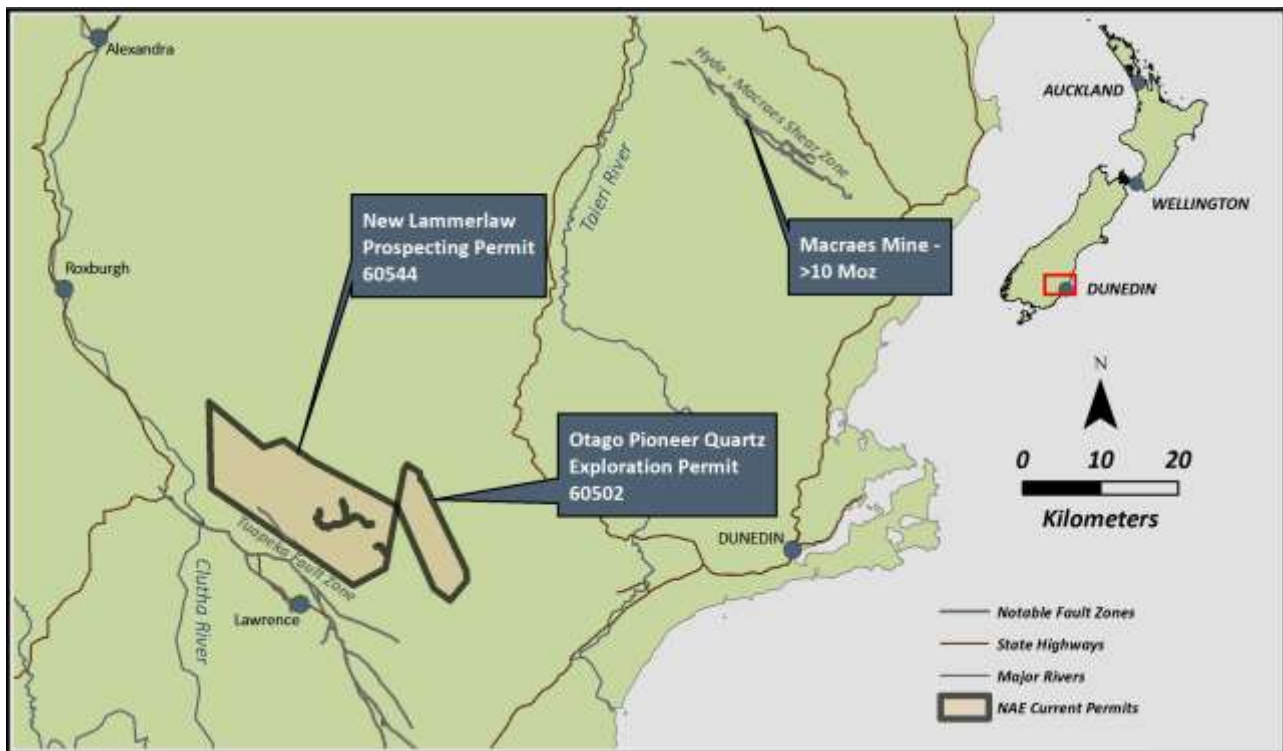 Alexandra
Hyde - Macraes Shear Zone
AUCKLAND
Taieri River
WELLINGTON
New Lammerlaw
Prospecting Permit
60544
Macraes Mine -
>10 Moz
Roxburgh
DUNEDIN
N
Otago Pioneer Quartz
Exploration Permit
60502
0 10 20
Kilometers
Tuapeka Fault Zone
DUNEDIN
Clutha River
Lawrence
Notable Fault Zones
State Highways
Major Rivers
NAE Current Permits